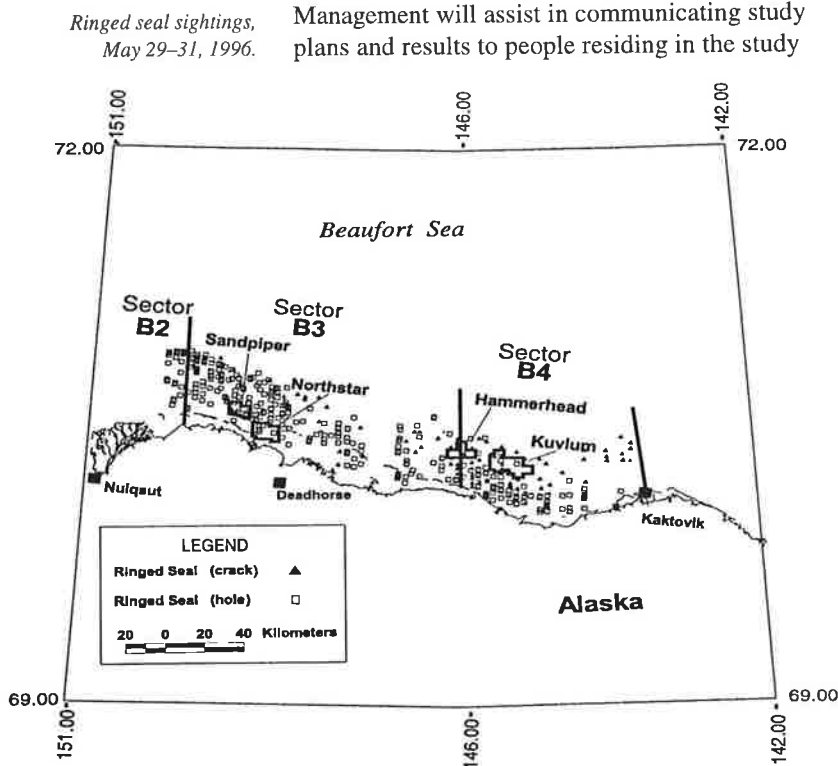 Ringed seal sightings,
May 29–31, 1996.
Management will assist in communicating study
plans and results to people residing in the study
151.00
146.00
142.00
72.00
72.00
Beaufort Sea
Sector
B2
Sector
B3
Sandpiper
Northstar
Sector
B4
Hammerhead
Kuvlum
Nuiqsut
Deadhorse
Kaktovik
LEGEND
Ringed Seal (crack)
Ringed Seal (hole)
20 0 20 40 Kilometers
Alaska
69.00
69.00
151.00
146.00
142.00